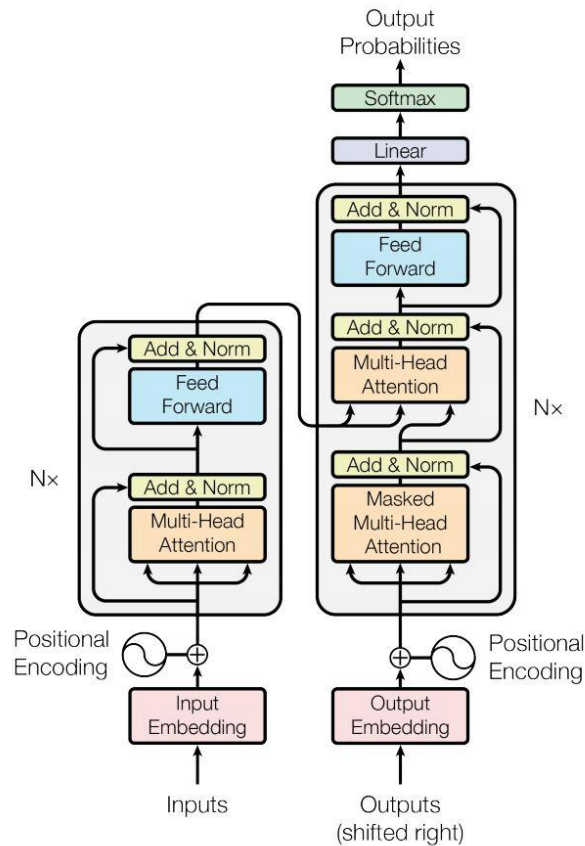 Output
Probabilities
Softmax
Linear
Add & Norm
Feed
Forward
Add & Norm
Multi-Head
Attention
Add & Norm
Masked
Multi-Head
Attention
N×
Add & Norm
Feed
Forward
Add & Norm
Multi-Head
Attention
N×
Positional
Encoding
Positional
Encoding
Input
Embedding
Output
Embedding
Inputs
Outputs
(shifted right)